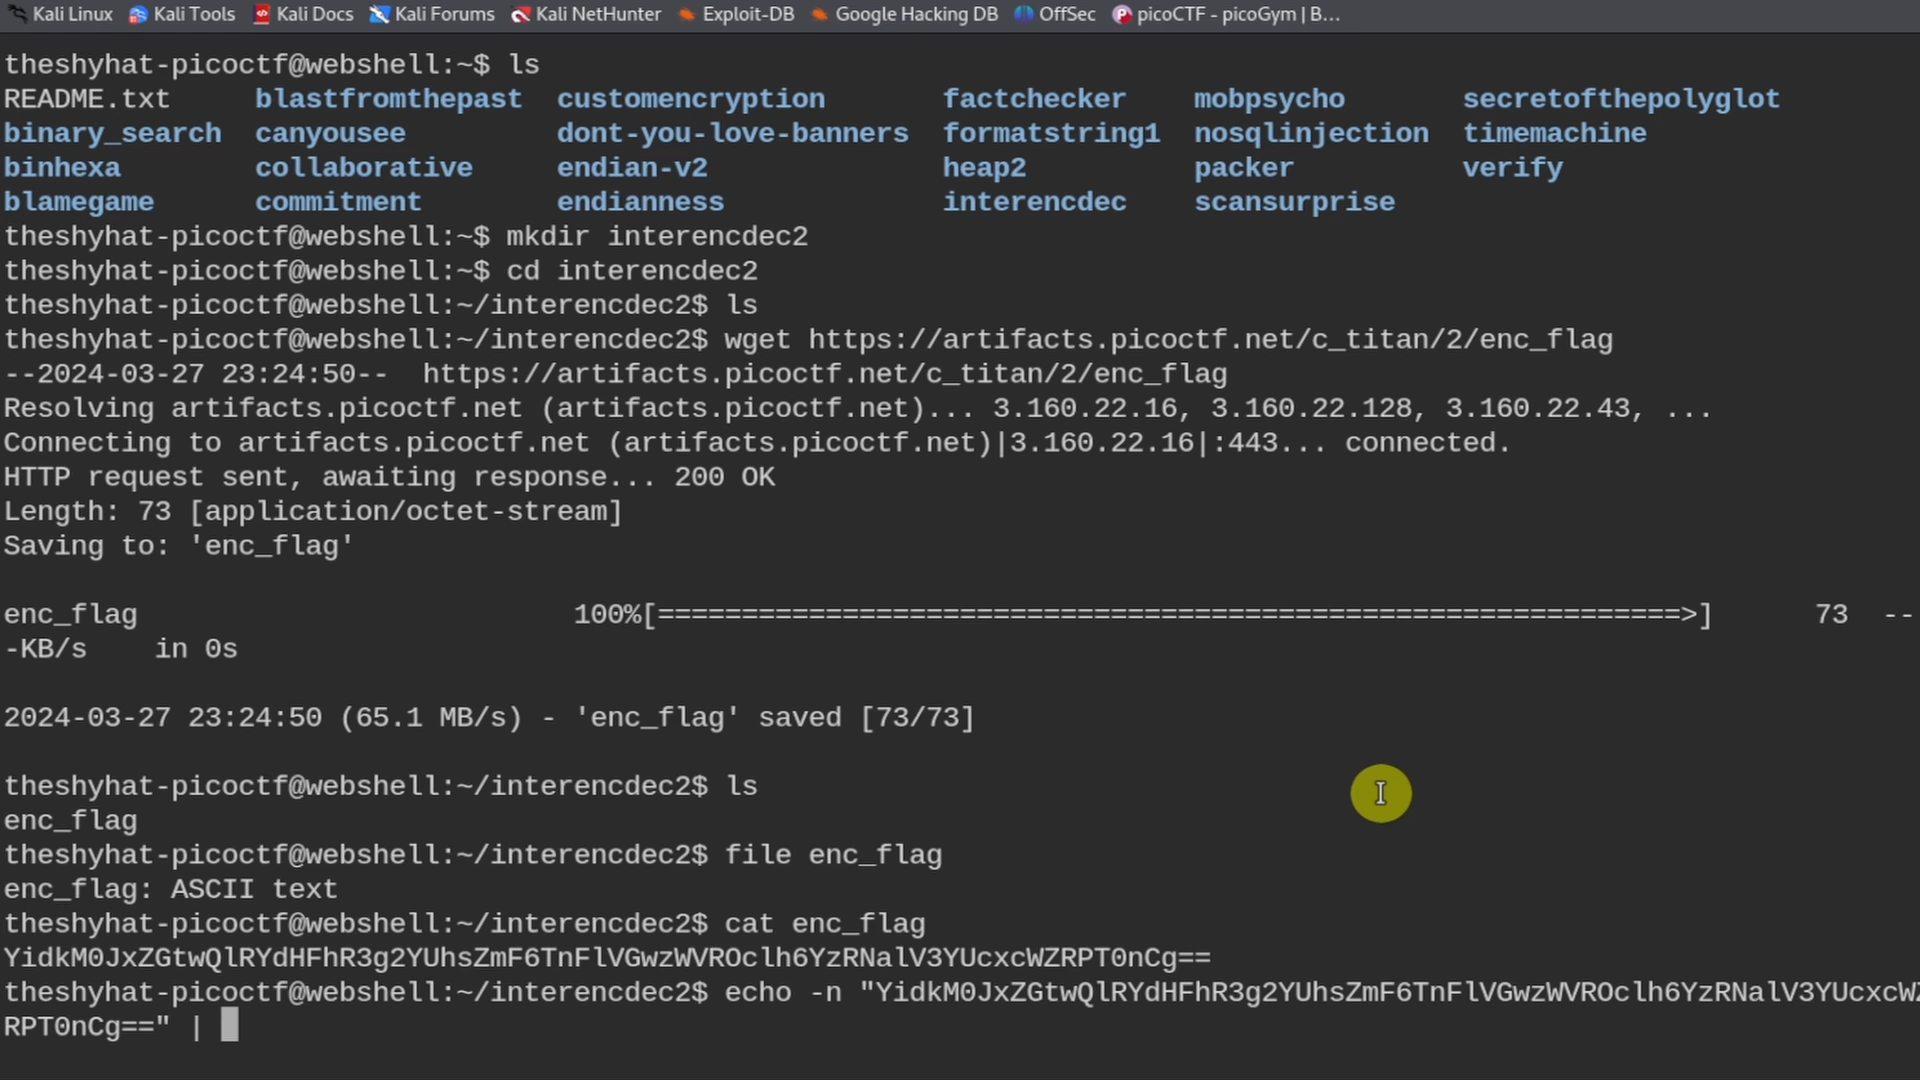 Kali Linux Kali Tools Kali Docs Kali Forums Kali NetHunter Exploit-DB Google Hacking DB OffSec picoCTF - picoGym | B...
theshyhat-picoctf@webshell:~$ ls
README.txt blastfromthepast customencryption factchecker mobpsycho secretofthepolyglot
binary_search canyousee dont-you-love-banners formatstring1 nosqlinjection timemachine
binhexa collaborative endian-v2 heap2 packer verify
blamegame commitment endianness interencdec scansurprise
theshyhat-picoctf@webshell:~$ mkdir interencdec2
theshyhat-picoctf@webshell:~$ cd interencdec2
theshyhat-picoctf@webshell:~/interencdec2$ ls
theshyhat-picoctf@webshell:~/interencdec2$ wget https://artifacts.picoctf.net/c_titan/2/enc_flag
--2024-03-27 23:24:50-- https://artifacts.picoctf.net/c_titan/2/enc_flag
Resolving artifacts.picoctf.net (artifacts.picoctf.net)... 3.160.22.16, 3.160.22.128, 3.160.22.43, ...
Connecting to artifacts.picoctf.net (artifacts.picoctf.net)|3.160.22.16|:443... connected.
HTTP request sent, awaiting response... 200 OK
Length: 73 [application/octet-stream]
Saving to: 'enc_flag'
enc_flag 100%[=============================================================>] 73 --
-KB/s in 0s
2024-03-27 23:24:50 (65.1 MB/s) - 'enc_flag' saved [73/73]
theshyhat-picoctf@webshell:~/interencdec2$ ls
enc_flag
theshyhat-picoctf@webshell:~/interencdec2$ file enc_flag
enc_flag: ASCII text
theshyhat-picoctf@webshell:~/interencdec2$ cat enc_flag
YidkM0JxZGtwQlRYdHFhR3g2YUhsZmF6TnFlVGwzWVROclh6YzRNalV3YUcxcWZRPT0nCg==
theshyhat-picoctf@webshell:~/interencdec2$ echo -n "YidkM0JxZGtwQlRYdHFhR3g2YUhsZmF6TnFlVGwzWVROclh6YzRNalV3YUcxcWZ
RPT0nCg==" |